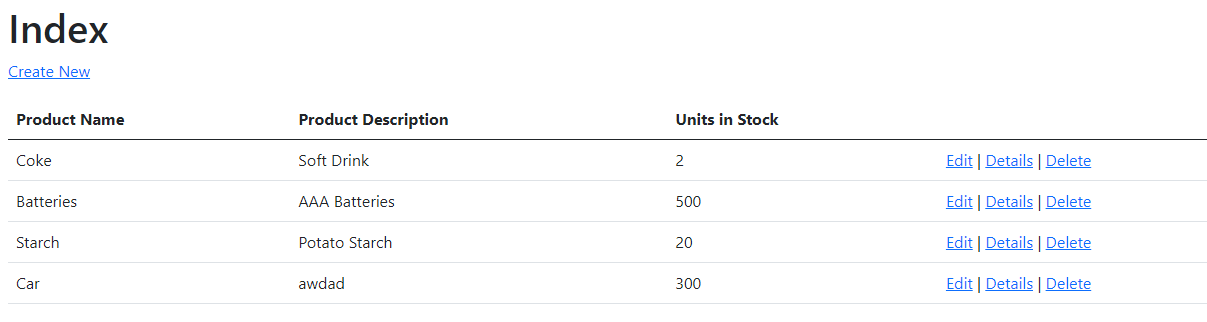 Index
Create New
Product Name Product Description Units in Stock
Coke Soft Drink 2 Edit | Details | Delete
Batteries AAA Batteries 500 Edit | Details | Delete
Starch Potato Starch 20 Edit | Details | Delete
Car awdad 300 Edit | Details | Delete